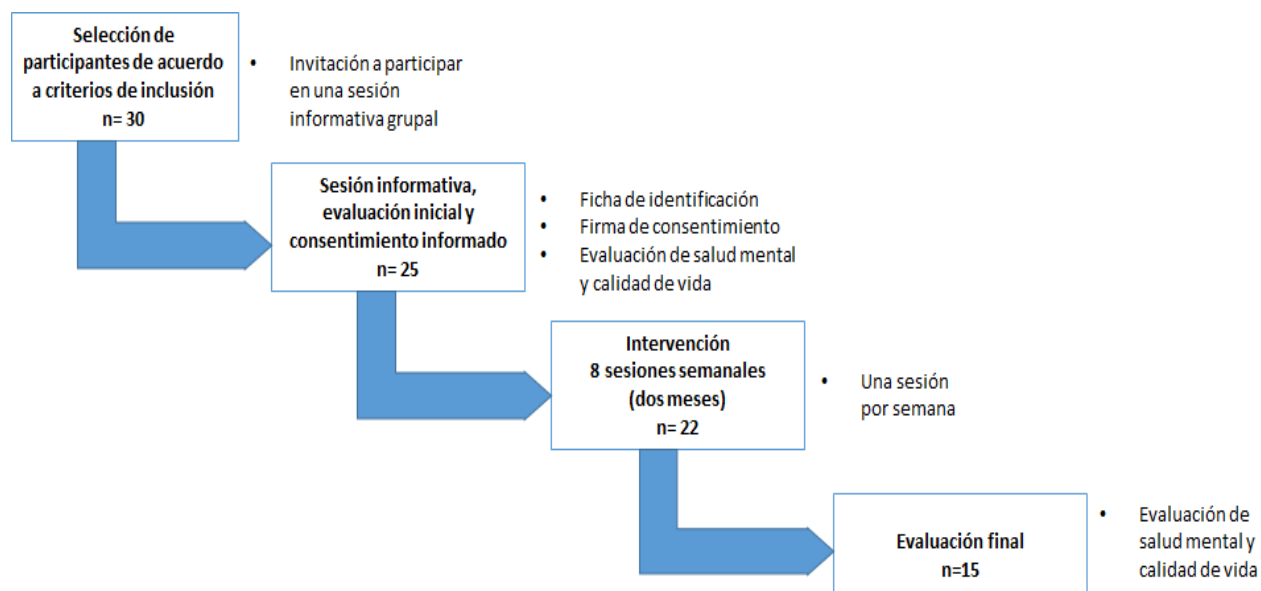 Selección de
participantes de acuerdo
a criterios de inclusión
n= 30
• Invitación a participar
en una sesión
informativa grupal
Sesión informativa,
evaluación inicial y
consentimiento informado
n= 25
• Ficha de identificación
• Firma de consentimiento
• Evaluación de salud mental
y calidad de vida
Intervención
8 sesiones semanales
(dos meses)
n= 22
• Una sesión
por semana
Evaluación final
n=15
• Evaluación de
salud mental y
calidad de vida